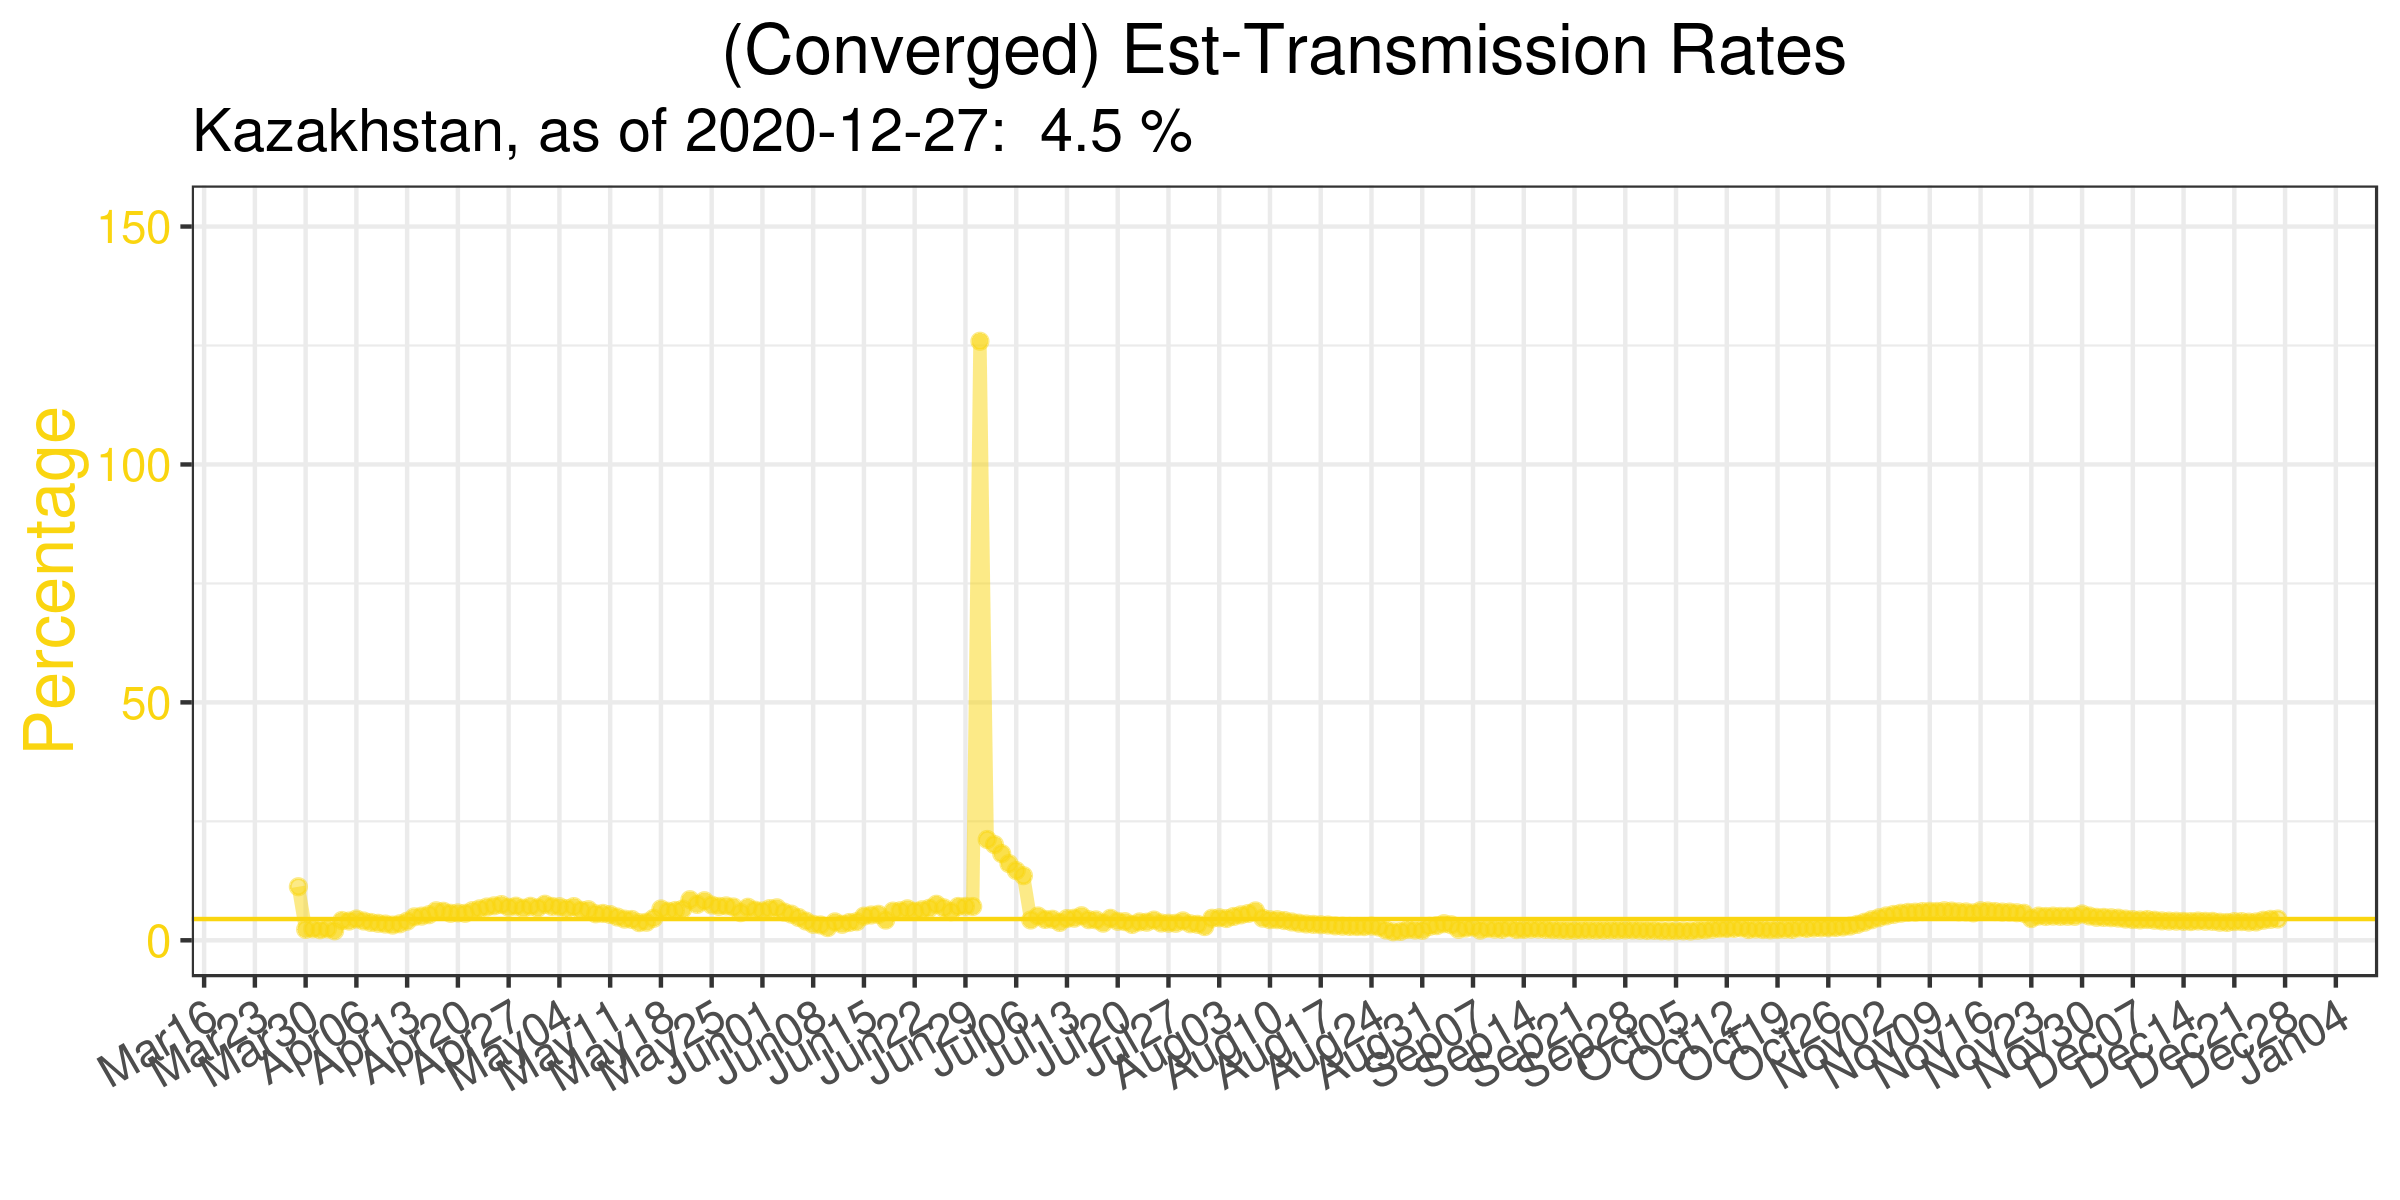 (Converged) Est-Transmission Rates
Kazakhstan, as of 2020-12-27:  4.5 %
Percentage
150
100
50
0
Mar16
Mar23
Mar30
Apr06
Apr13
Apr20
Apr27
May04
May11
May18
May25
Jun01
Jun08
Jun15
Jun22
Jun29
Jul06
Jul13
Jul20
Jul27
Aug03
Aug10
Aug17
Aug24
Aug31
Sep07
Sep14
Sep21
Sep28
Oct05
Oct12
Oct19
Oct26
Nov02
Nov09
Nov16
Nov23
Nov30
Dec07
Dec14
Dec21
Dec28
Jan04